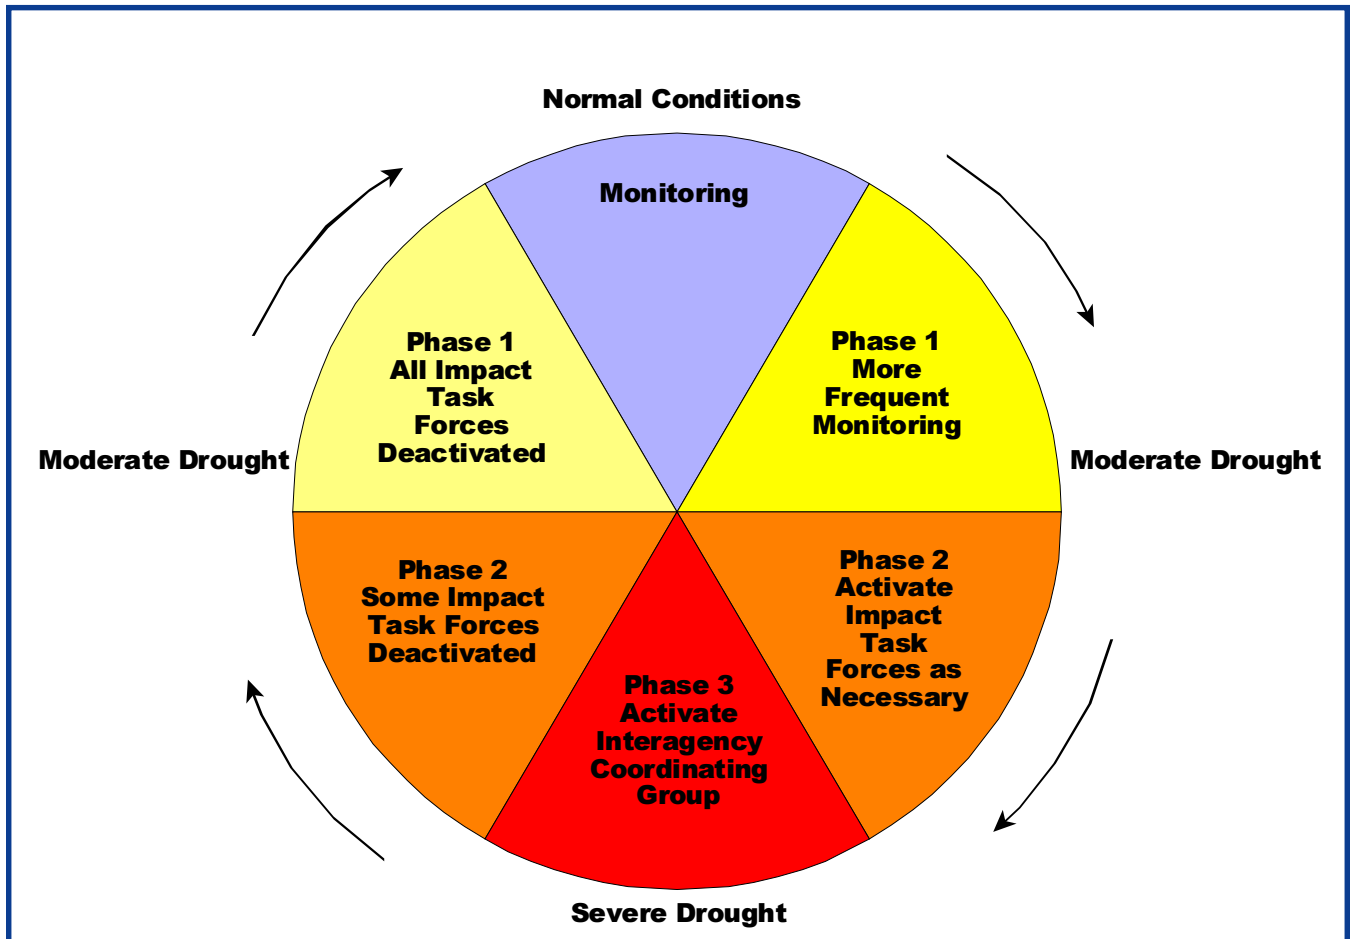 Normal Conditions
Monitoring
Phase 1
More
Frequent
Monitoring
Moderate Drought
Phase 2
Activate
Impact
Task
Forces as
Necessary
Phase 3
Activate
Interagency
Coordinating
Group
Severe Drought
Phase 2
Some Impact
Task Forces
Deactivated
Moderate Drought
Phase 1
All Impact
Task
Forces
Deactivated